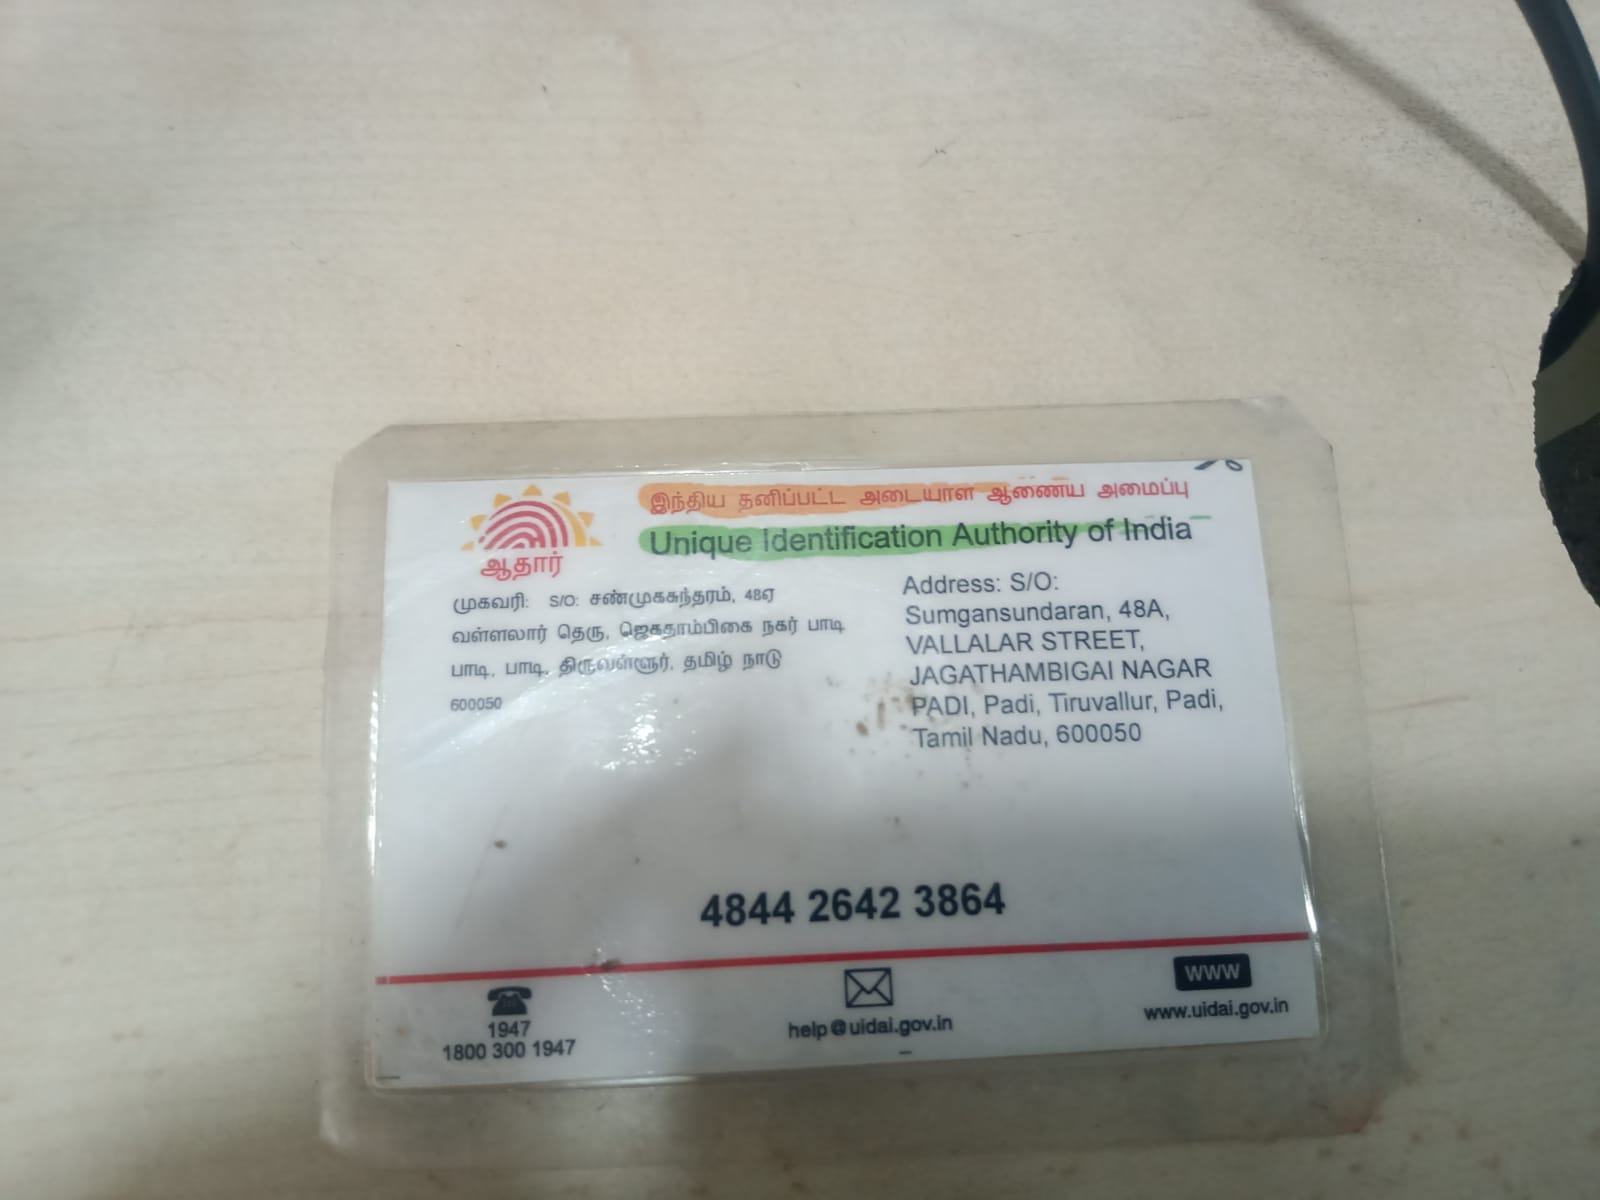 இந்திய தனிப்பட்ட அடையாள ஆணைய அமைப்பு
Unique Identification Authority of India
ஆதார்
முகவரி: S/O: சண்முகசுந்தரம், 48ஏ
வள்ளலார் தெரு, ஜெகதாம்பிகை நகர் பாடி
பாடி, பாடி, திருவள்ளூர், தமிழ் நாடு
600050
Address: S/O:
Sumgansundaran, 48A,
VALLALAR STREET,
JAGATHAMBIGAI NAGAR
PADI, Padi, Tiruvallur, Padi,
Tamil Nadu, 600050
4844 2642 3864
1947
1800 300 1947
help@uidai.gov.in
WWW
www.uidai.gov.in